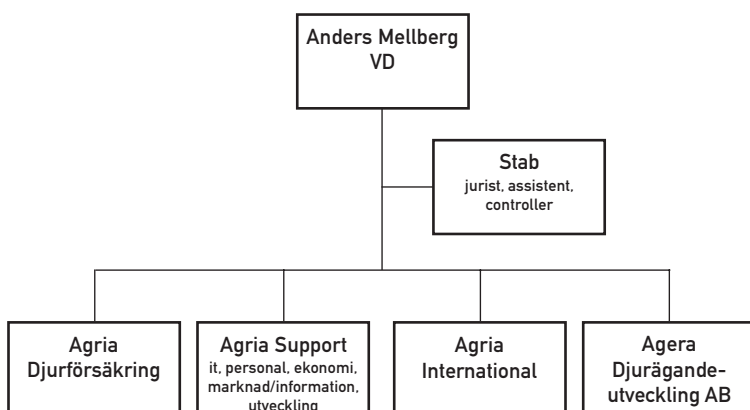 Anders Mellberg
VD
Stab
jurist, assistent,
controller
Agria
Djurförsäkring
Agria Support
it, personal, ekonomi,
marknad/information,
utveckling
Agria
International
Agera
Djurägande-
utveckling AB